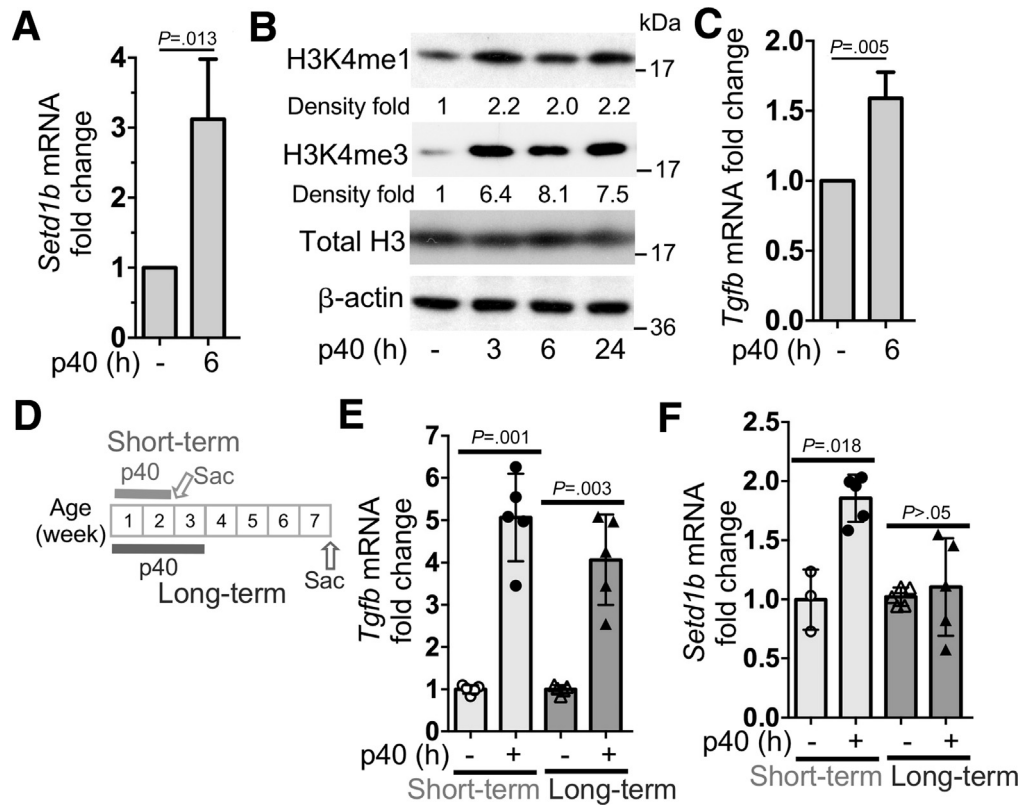 A
Setd1b mRNA
fold change
P=.013
4
3
2
1
0
p40 (h) - 6
B
kDa
H3K4me1
17
Density fold 1 2.2 2.0 2.2
H3K4me3
17
Density fold 1 6.4 8.1 7.5
Total H3
17
β-actin
36
p40 (h) - 3 6 24
C
Tgfb mRNA fold change
P=.005
2.0
1.5
1.0
0.5
0.0
p40 (h) - 6
D
Short-term
p40
Sac
Age
(week)
1 2 3 4 5 6 7
p40
Sac
Long-term
E
Tgfb mRNA
fold change
7
6
5
4
3
2
1
0
P=.001
P=.003
p40 (h) - + - +
Short-term Long-term
F
Setd1b mRNA
fold change
2.5
2.0
1.5
1.0
0.5
0.0
P=.018
P>.05
p40 (h) - + - +
Short-term Long-term